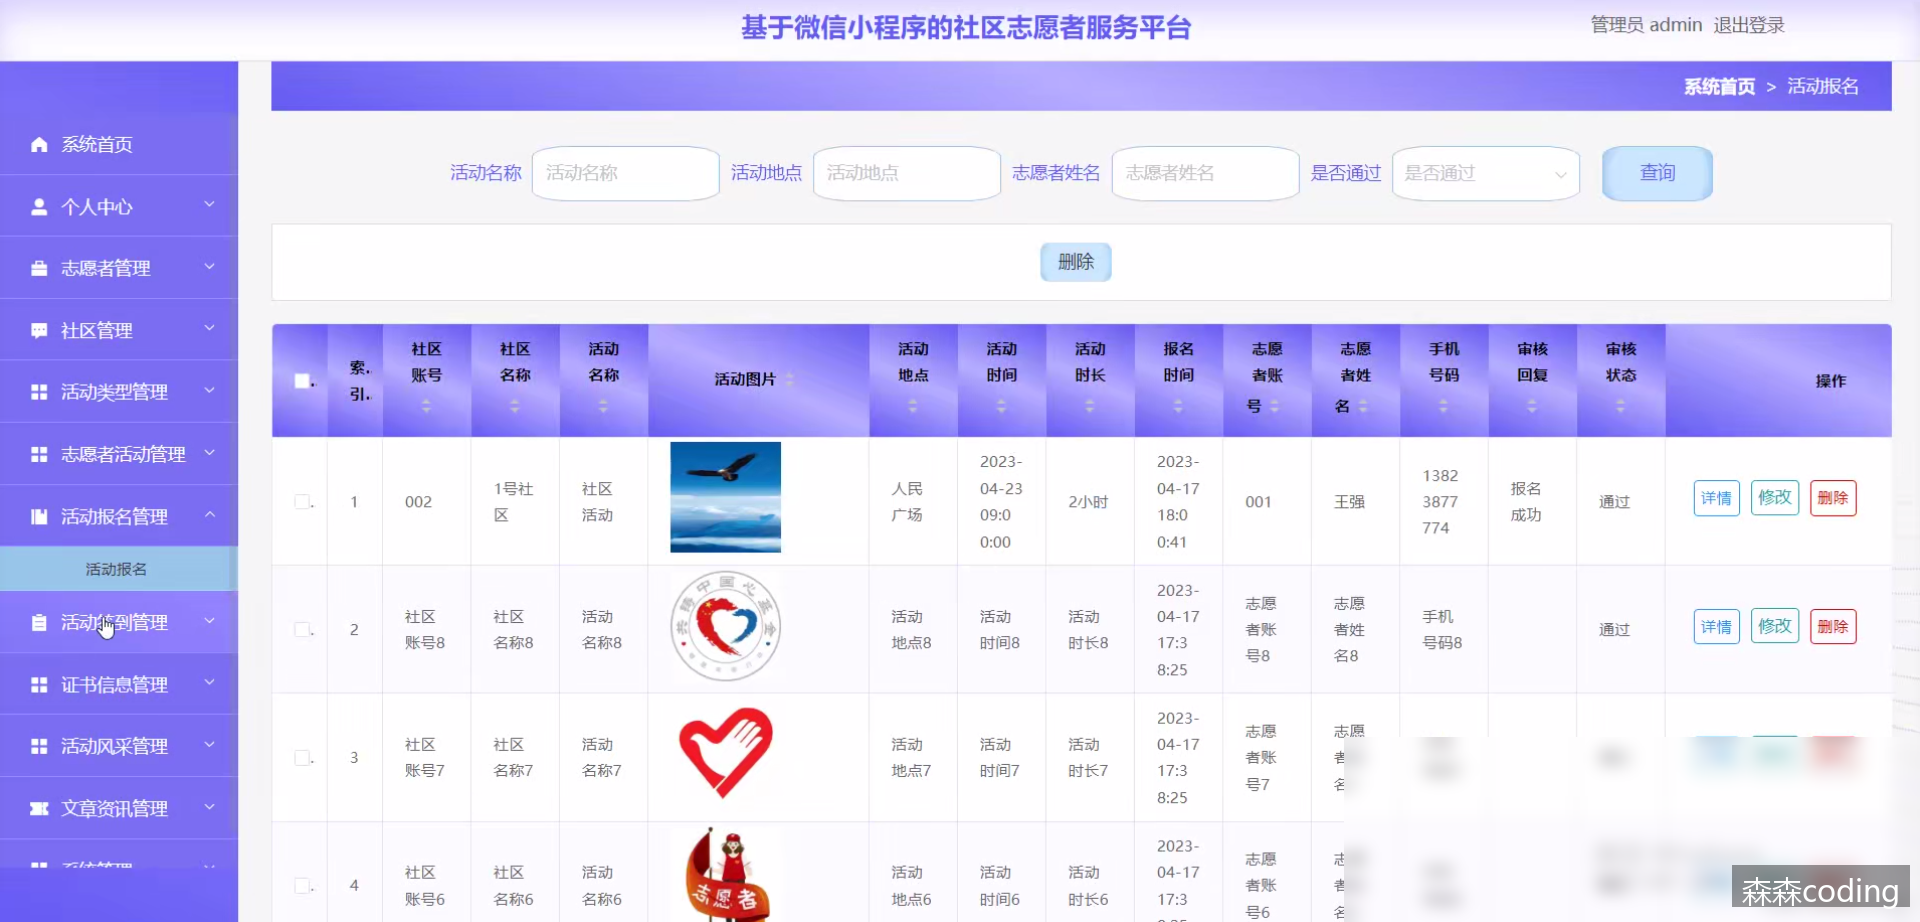 基于微信小程序的社区志愿者服务平台
管理员 admin 退出登录
系统首页 > 活动报名
系统首页
个人中心
志愿者管理
社区管理
活动类型管理
志愿者活动管理
活动报名管理
活动报名
活动签到管理
证书信息管理
活动风采管理
文章资讯管理
系统管理
活动名称 活动名称 活动地点 活动地点 志愿者姓名 志愿者姓名 是否通过 是否通过 查询
删除
索引 社区账号 社区名称 活动名称 活动图片 活动地点 活动时间 活动时长 报名时间 志愿者账号 志愿者姓名 手机号码 审核回复 审核状态 操作
1 002 1号社区 社区活动 人民广场 2023-04-23 09:00:00 2小时 2023-04-17 18:00:41 001 王强 13823877774 报名成功 通过 详情 修改 删除
2 社区账号8 社区名称8 活动名称8 活动地点8 活动时间8 活动时长8 2023-04-17 17:38:25 志愿者账号8 志愿者姓名8 手机号码8 通过 详情 修改 删除
3 社区账号7 社区名称7 活动名称7 活动地点7 活动时间7 活动时长7 2023-04-17 17:38:25 志愿者账号7 志愿
4 社区账号6 社区名称6 活动名称6 志愿者 活动地点6 活动时间6 活动时长6 2023-04-17 17:3 志愿者账号6
森森coding